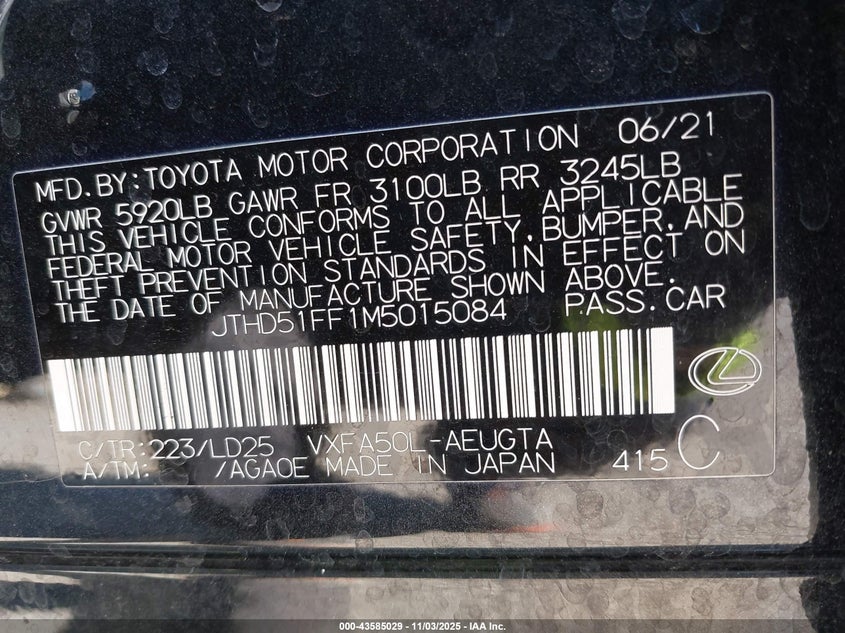 MFD.BY:TOYOTA MOTOR CORPORATION 06/21
GVWR 5920LB GAWR FR 3100LB RR 3245LB
THIS VEHICLE CONFORMS TO ALL APPLICABLE
FEDERAL MOTOR VEHICLE SAFETY,BUMPER,AND
THEFT PREVENTION STANDARDS IN EFFECT ON
THE DATE OF MANUFACTURE SHOWN ABOVE.
JTHD51FF1M5015084 PASS.CAR
C/TR:223/LD25 VXFA50L-AEUGTA
A/TM: /AGA0E MADE IN JAPAN 415 C
000-43585029 - 11/03/2025 - IAA Inc.